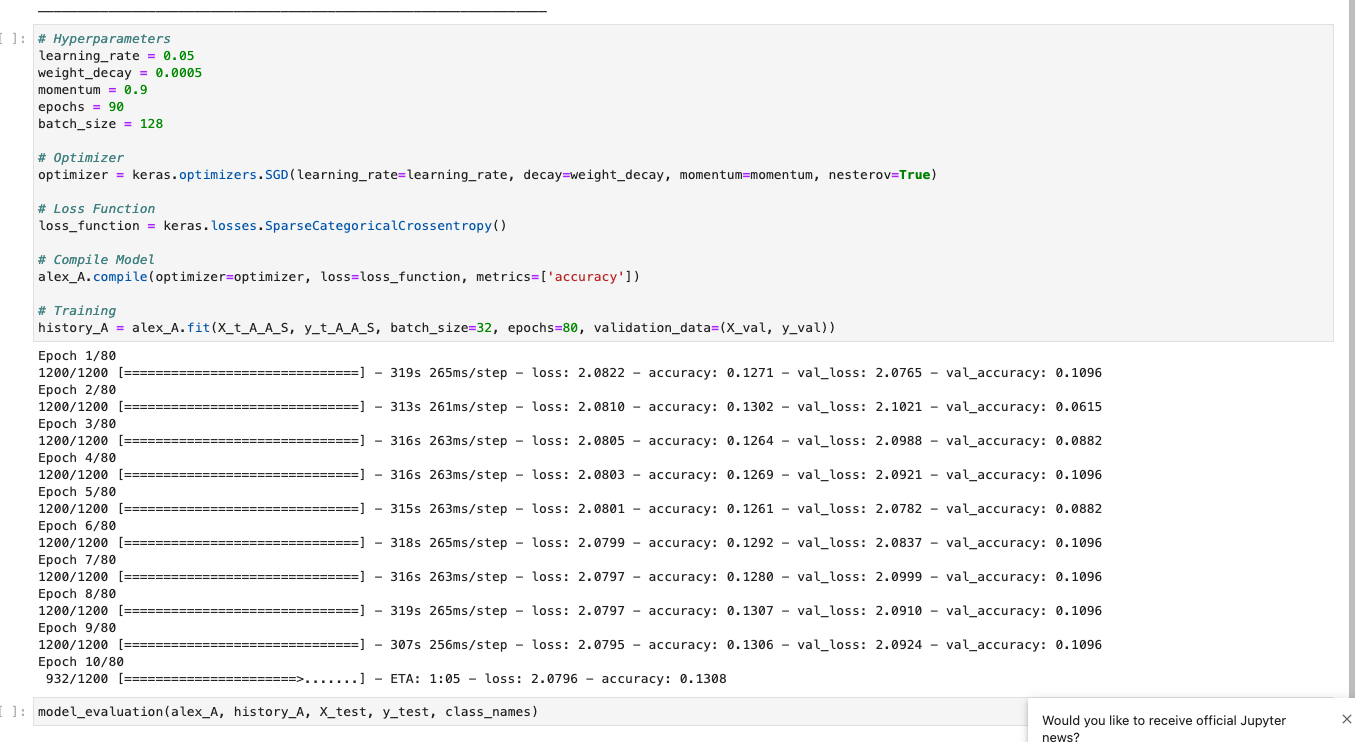 [ ]:
# Hyperparameters
learning_rate = 0.05
weight_decay = 0.0005
momentum = 0.9
epochs = 90
batch_size = 128
# Optimizer
optimizer = keras.optimizers.SGD(learning_rate=learning_rate, decay=weight_decay, momentum=momentum, nesterov=True)
# Loss Function
loss_function = keras.losses.SparseCategoricalCrossentropy()
# Compile Model
alex_A.compile(optimizer=optimizer, loss=loss_function, metrics=['accuracy'])
# Training
history_A = alex_A.fit(X_t_A_A_S, y_t_A_A_S, batch_size=32, epochs=80, validation_data=(X_val, y_val))
Epoch 1/80
1200/1200 [==============================] - 319s 265ms/step - loss: 2.0822 - accuracy: 0.1271 - val_loss: 2.0765 - val_accuracy: 0.1096
Epoch 2/80
1200/1200 [==============================] - 313s 261ms/step - loss: 2.0810 - accuracy: 0.1302 - val_loss: 2.1021 - val_accuracy: 0.0615
Epoch 3/80
1200/1200 [==============================] - 316s 263ms/step - loss: 2.0805 - accuracy: 0.1264 - val_loss: 2.0988 - val_accuracy: 0.0882
Epoch 4/80
1200/1200 [==============================] - 316s 263ms/step - loss: 2.0803 - accuracy: 0.1269 - val_loss: 2.0921 - val_accuracy: 0.1096
Epoch 5/80
1200/1200 [==============================] - 315s 263ms/step - loss: 2.0801 - accuracy: 0.1261 - val_loss: 2.0782 - val_accuracy: 0.0882
Epoch 6/80
1200/1200 [==============================] - 318s 265ms/step - loss: 2.0799 - accuracy: 0.1292 - val_loss: 2.0837 - val_accuracy: 0.1096
Epoch 7/80
1200/1200 [==============================] - 316s 263ms/step - loss: 2.0797 - accuracy: 0.1280 - val_loss: 2.0999 - val_accuracy: 0.1096
Epoch 8/80
1200/1200 [==============================] - 319s 265ms/step - loss: 2.0797 - accuracy: 0.1307 - val_loss: 2.0910 - val_accuracy: 0.1096
Epoch 9/80
1200/1200 [==============================] - 307s 256ms/step - loss: 2.0795 - accuracy: 0.1306 - val_loss: 2.0924 - val_accuracy: 0.1096
Epoch 10/80
932/1200 [======================>.......] - ETA: 1:05 - loss: 2.0796 - accuracy: 0.1308
[ ]:
model_evaluation(alex_A, history_A, X_test, y_test, class_names)
Would you like to receive official Jupyter
news?